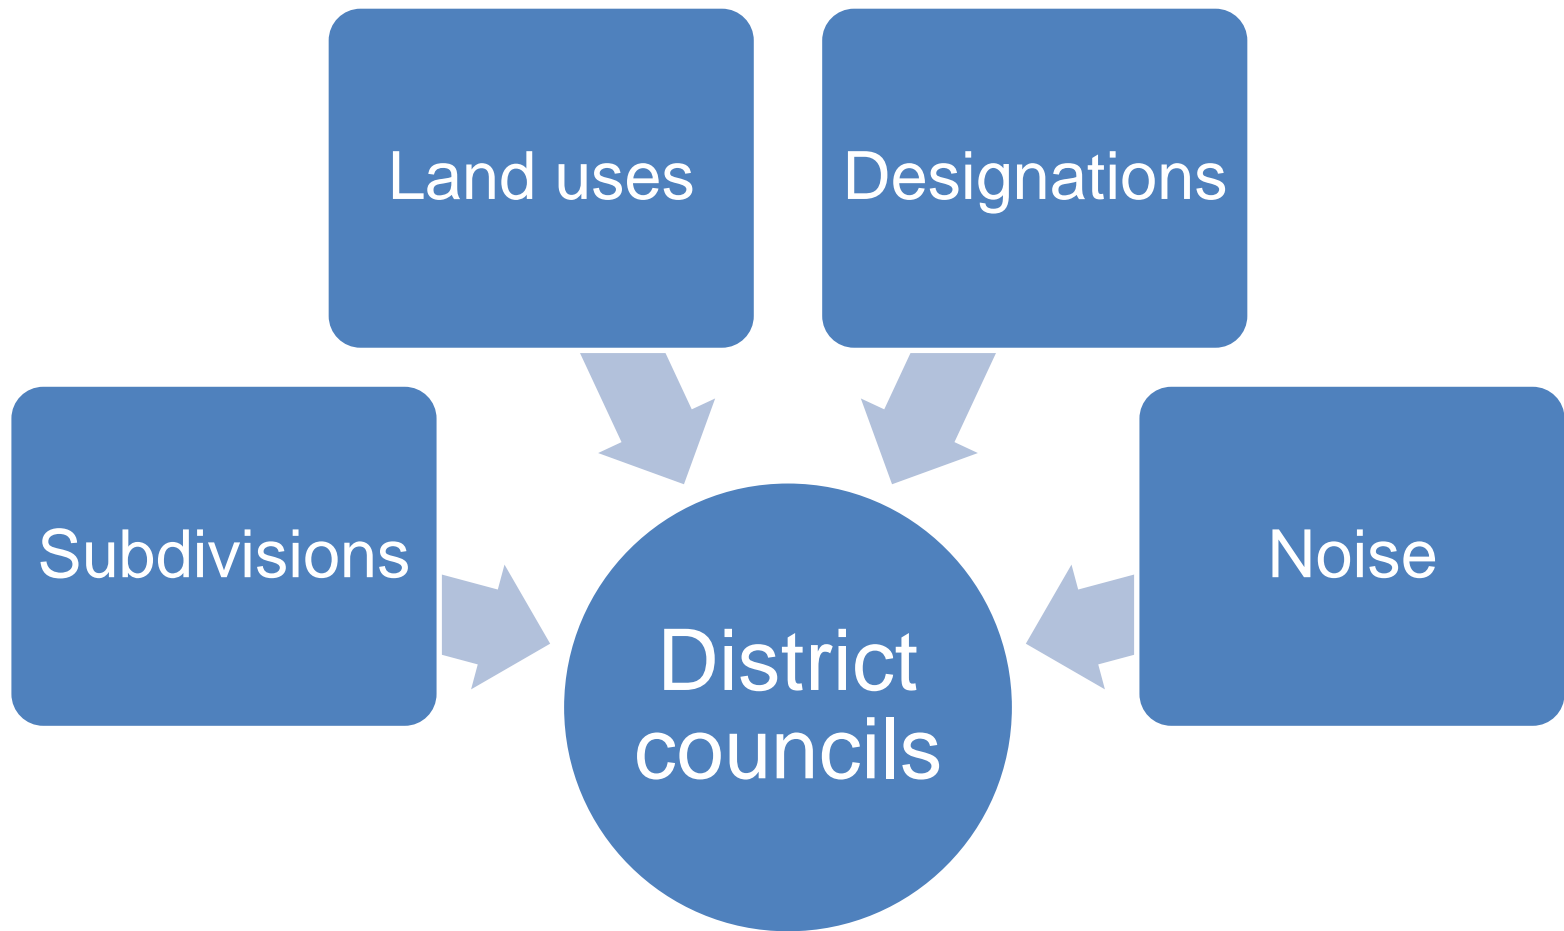 Land uses
Designations
Subdivisions
Noise
District
councils